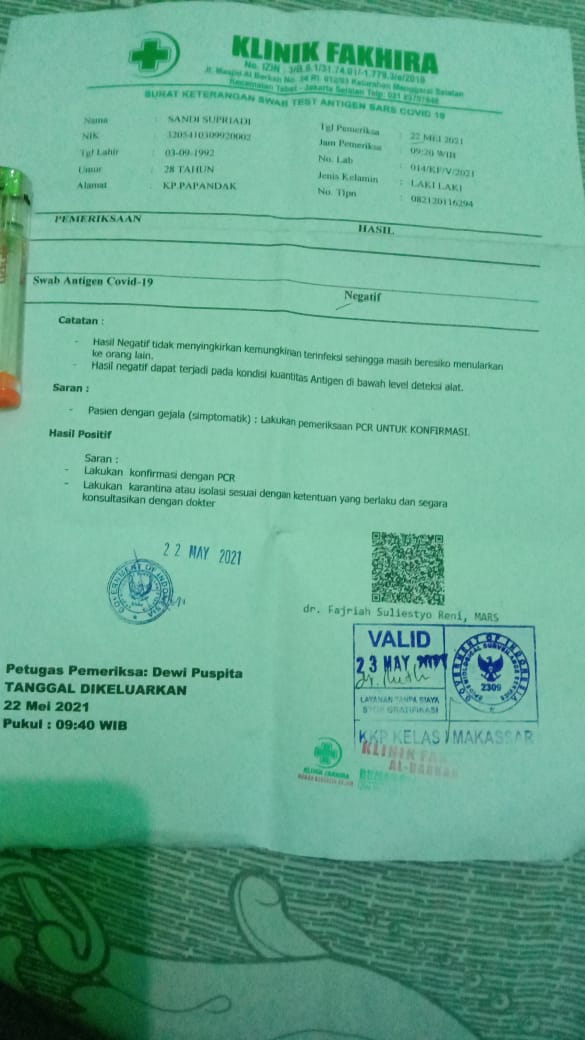 KLINIK FAKHIRA
No. IZIN : 3/B.6.1/31.74.01/-1.779.3/e/2019
Jl. Masjid Al Barkah No. 26 Rt. 012/05 Kelurahan Manggarai Selatan
Kecamatan Tebet - Jakarta Selatan Telp: 021 83797648
SURAT KETERANGAN SWAB TEST ANTIGEN SARS COVID 19
Nama : SANDI SUPRIADI
NIK : 1205410309920002
Tgl Lahir : 03-09-1992
Umur : 28 TAHUN
Alamat : KP.PAPANDAK
Tgl Pemeriksa : 22 MEI 2021
Jam Pemeriksa : 09:20 WIB
No. Lab : 014/KF/V/2021
Jenis Kelamin : LAKI LAKI
No. Tlpn : 082120116294
PEMERIKSAAN HASIL
Swab Antigen Covid-19 Negatif
Catatan :
- Hasil Negatif tidak menyingkirkan kemungkinan terinfeksi sehingga masih beresiko menularkan
ke orang lain.
- Hasil negatif dapat terjadi pada kondisi kuantitas Antigen di bawah level deteksi alat.
Saran :
- Pasien dengan gejala (simptomatik) : Lakukan pemeriksaan PCR UNTUK KONFIRMASI.
Hasil Positif
Saran :
- Lakukan konfirmasi dengan PCR
- Lakukan karantina atau isolasi sesuai dengan ketentuan yang berlaku dan segara
konsultasikan dengan dokter
22 MAY 2021
GOVERNMENT OF INDONESIA
dr. Fajriah Suliestyo Reni, MARS
Petugas Pemeriksa: Dewi Puspita
TANGGAL DIKELUARKAN
22 Mei 2021
Pukul : 09:40 WIB
VALID
23 MAY 2021
LAYANAN TANPA BIAYA
STOP GRATIFIKASI
GOVERNMENT OF INDONESIA
2309
KKP KELAS I MAKASSAR
KLINIK FAKHIRA
KLINIK FA
AL-BARKAH